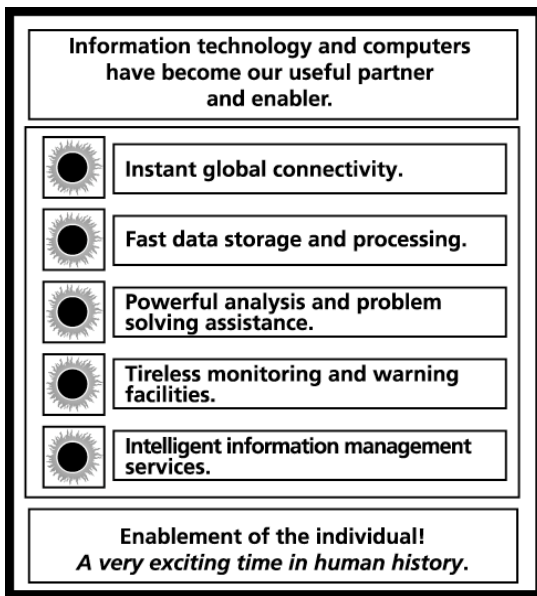 Information technology and computers
have become our useful partner
and enabler.
Instant global connectivity.
Fast data storage and processing.
Powerful analysis and problem
solving assistance.
Tireless monitoring and warning
facilities.
Intelligent information management
services.
Enablement of the individual!
A very exciting time in human history.